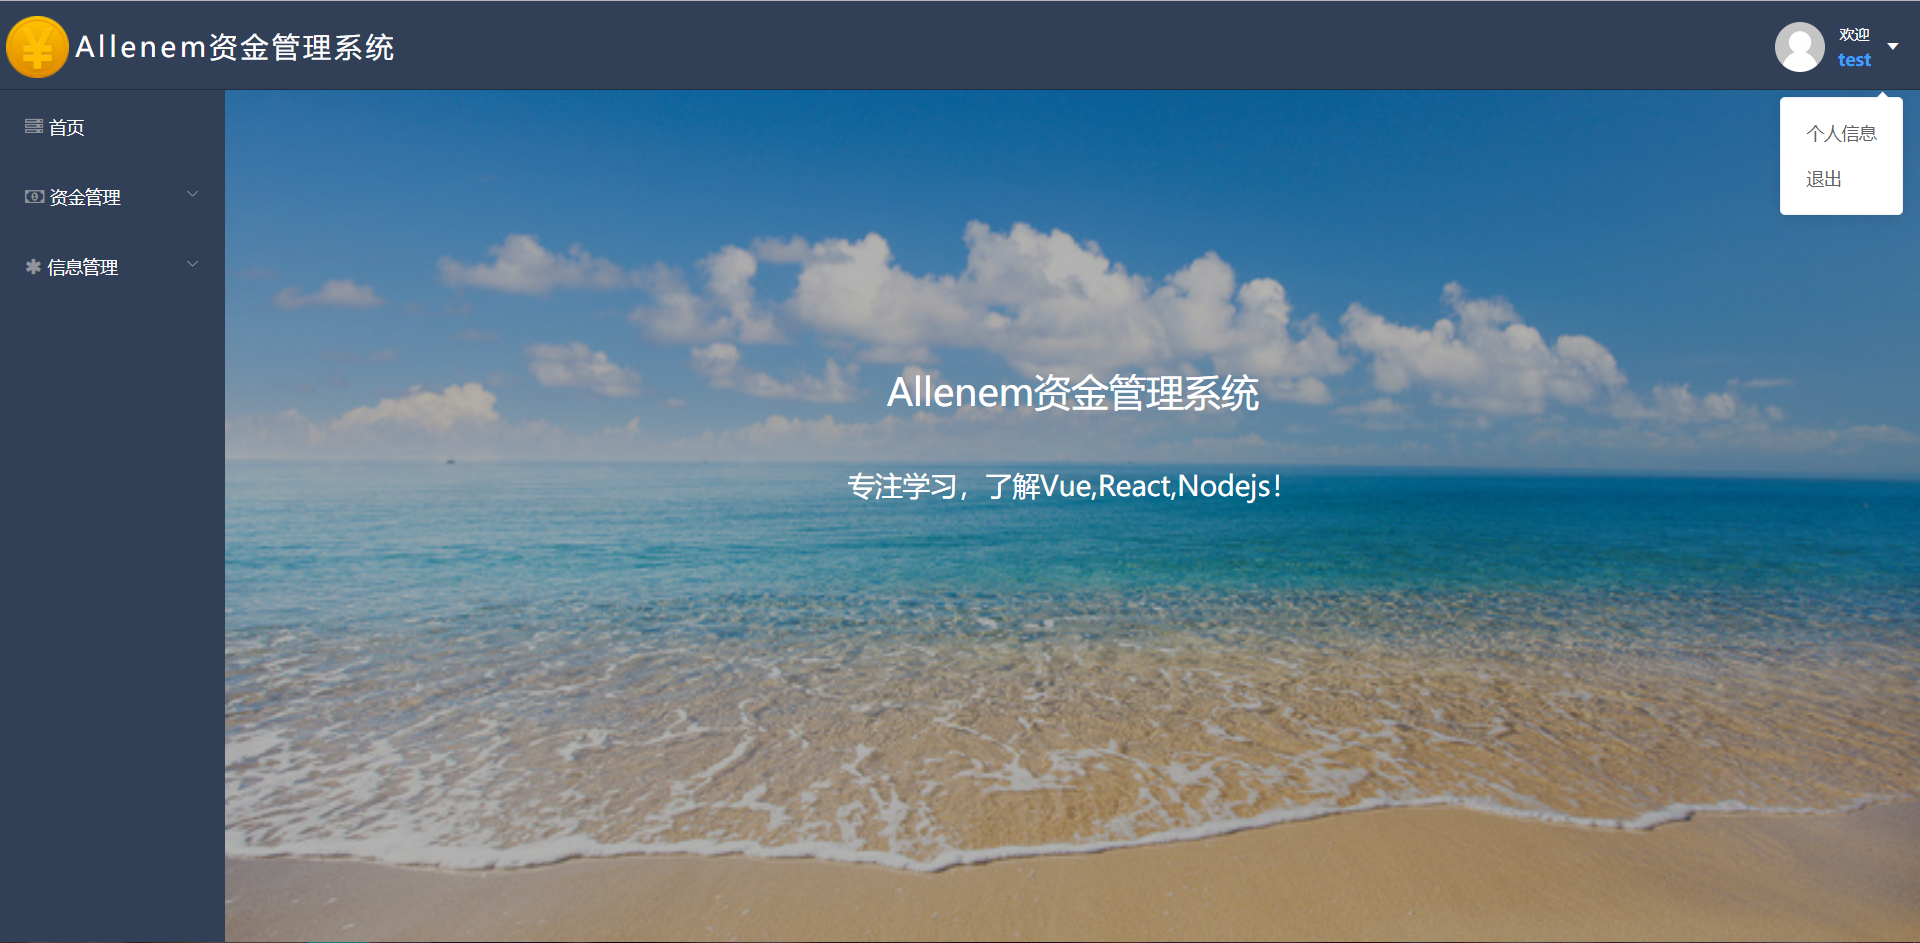 Allenem资金管理系统
欢迎
test
个人信息
退出
首页
资金管理
信息管理
Allenem资金管理系统
专注学习，了解Vue,React,Nodejs!